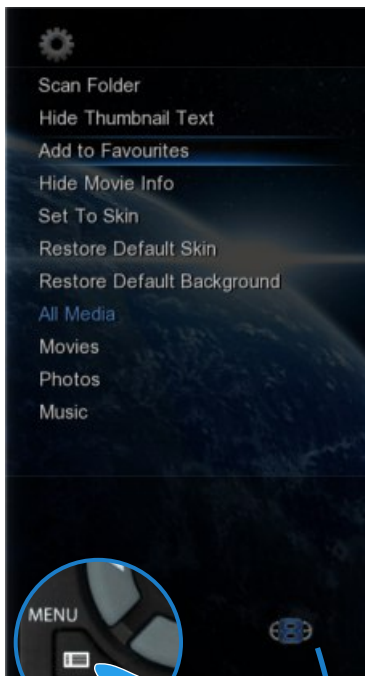 Scan Folder
Hide Thumbnail Text
Add to Favourites
Hide Movie Info
Set To Skin
Restore Default Skin
Restore Default Background
All Media
Movies
Photos
Music
MENU